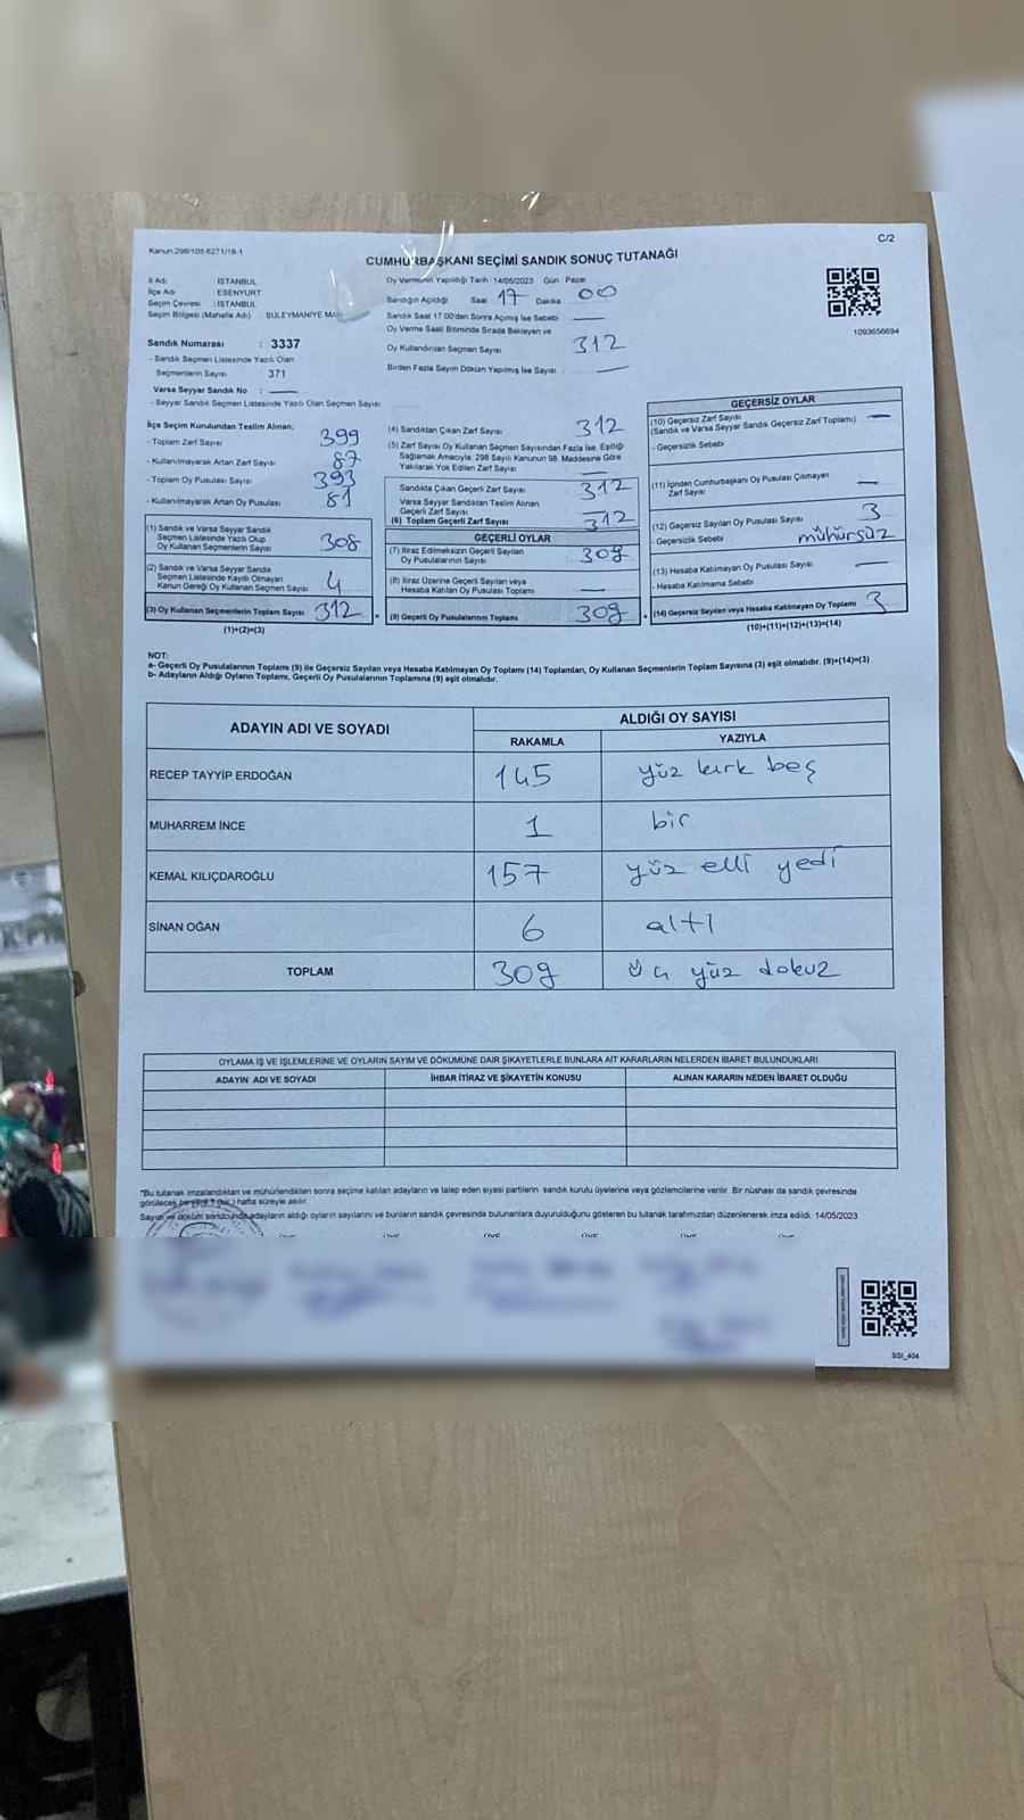 C/2
Kanun 298/105-6271/18-1
CUMHURBAŞKANI SEÇİMİ SANDIK SONUÇ TUTANAĞI
İl Adı : İSTANBUL
İlçe Adı : ESENYURT
Seçim Çevresi : İSTANBUL
Seçim Bölgesi (Mahalle Adı) : SÜLEYMANİYE
Sandık Numarası : 3337
- Sandık Seçmen Listesinde Yazılı Olan
Seçmenlerin Sayısı 371
Varsa Seyyar Sandık No : —
- Seyyar Sandık Seçmen Listesinde Yazılı Olan Seçmen Sayısı
Oy Vermenin Yapıldığı Tarih :14/05/2023 Gün Pazar
Sandığın Açıldığı Saat 17 Dakika 00
Sandık Saat 17.00'den Sonra Açılmış İse Sebebi —
Oy Verme Saati Bitiminde Sırada Bekleyen ve
Oy Kullandırılan Seçmen Sayısı 312
Birden Fazla Sayım Döküm Yapılmış İse Sayısı —
1093656694
İlçe Seçim Kurulundan Teslim Alınan;
- Toplam Zarf Sayısı 399
- Kullanılmayarak Artan Zarf Sayısı 87
- Toplam Oy Pusulası Sayısı 393
- Kullanılmayarak Artan Oy Pusulası 81
(1) Sandık ve Varsa Seyyar Sandık
Seçmen Listesinde Yazılı Olup
Oy Kullanan Seçmenlerin Sayısı 308
(2) Sandık ve Varsa Seyyar Sandık
Seçmen Listesinde Kayıtlı Olmayan
Kanun Gereği Oy Kullanan Seçmen Sayısı 4
(3) Oy Kullanan Seçmenlerin Toplam Sayısı 312
(1)+(2)=(3)
(4) Sandıktan Çıkan Zarf Sayısı 312
(5) Zarf Sayısı Oy Kullanan Seçmen Sayısından Fazla İse, Eşitliği
Sağlamak Amacıyla; 298 Sayılı Kanunun 98. Maddesine Göre
Yakılarak Yok Edilen Zarf Sayısı —
Sandıkta Çıkan Geçerli Zarf Sayısı 312
Varsa Seyyar Sandıktan Teslim Alınan
Geçerli Zarf Sayısı —
(6) Toplam Geçerli Zarf Sayısı 312
GEÇERLİ OYLAR
(7) İtiraz Edilmeksizin Geçerli Sayılan
Oy Pusulalarının Sayısı 309
(8) İtiraz Üzerine Geçerli Sayılan veya
Hesaba Katılan Oy Pusulası Toplamı —
(9) Geçerli Oy Pusulalarının Toplamı 309
GEÇERSİZ OYLAR
(10) Geçersiz Zarf Sayısı
(Sandık ve Varsa Seyyar Sandık Geçersiz Zarf Toplamı) —
- Geçersizlik Sebebi
(11) İçinden Cumhurbaşkanı Oy Pusulası Çıkmayan
Zarf Sayısı —
(12) Geçersiz Sayılan Oy Pusulası Sayısı 3
- Geçersizlik Sebebi mühürsüz
(13) Hesaba Katılmayan Oy Pusulası Sayısı —
- Hesaba Katılmama Sebebi
(14) Geçersiz Sayılan veya Hesaba Katılmayan Oy Toplamı 3
(10)+(11)+(12)+(13)=(14)
NOT:
a- Geçerli Oy Pusulalarının Toplamı (9) ile Geçersiz Sayılan veya Hesaba Katılmayan Oy Toplamı (14) Toplamları, Oy Kullanan Seçmenlerin Toplam Sayısına (3) eşit olmalıdır. (9)+(14)=(3)
b- Adayların Aldığı Oyların Toplamı, Geçerli Oy Pusulalarının Toplamına (9) eşit olmalıdır.
ADAYIN ADI VE SOYADI ALDIĞI OY SAYISI
RAKAMLA YAZIYLA
RECEP TAYYİP ERDOĞAN 145 yüz kırk beş
MUHARREM İNCE 1 bir
KEMAL KILIÇDAROĞLU 157 yüz elli yedi
SİNAN OĞAN 6 altı
TOPLAM 309 üç yüz dokuz
OYLAMA İŞ VE İŞLEMLERİNE VE OYLARIN SAYIM VE DÖKÜMÜNE DAİR ŞİKAYETLERLE BUNLARA AİT KARARLARIN NELERDEN İBARET BULUNDUKLARI
ADAYIN ADI VE SOYADI İHBAR İTİRAZ VE ŞİKAYETİN KONUSU ALINAN KARARIN NEDEN İBARET OLDUĞU
"Bu tutanak imzalandıktan ve mühürlendikten sonra seçime katılan adayların ve talep eden siyasi partilerin sandık kurulu üyelerine veya gözlemcilerine verilir. Bir nüshası da sandık çevresinde
görülecek bir yere 1 (bir) hafta süreyle asılır.
Sayım ve döküm sonucunda adayların aldığı oyların sayılarını ve bunların sandık çevresinde bulunanlara duyurulduğunu gösteren bu tutanak tarafımızdan düzenlenerek imza edildi. 14/05/2023